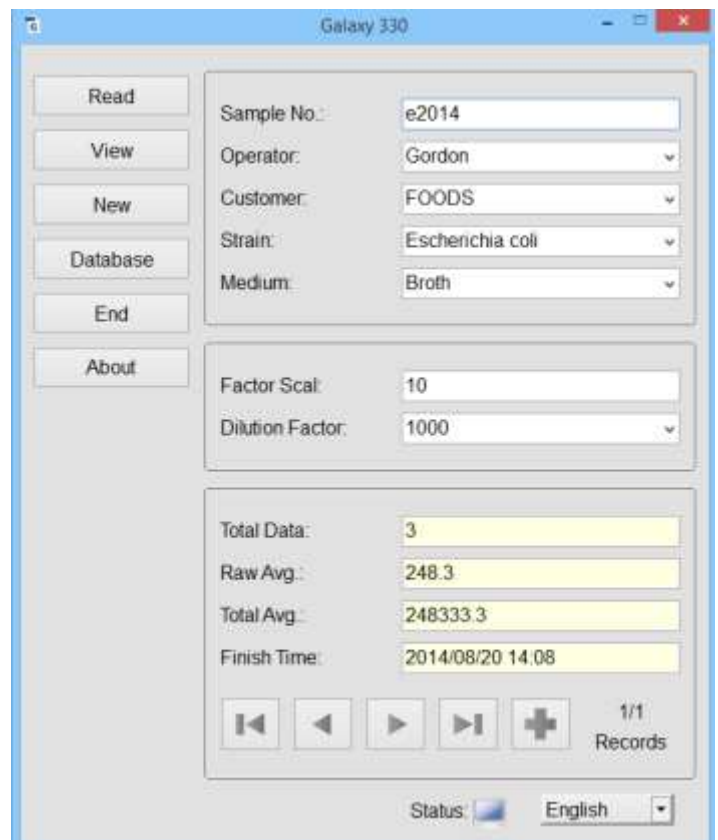 Galaxy 330
Read
View
New
Database
End
About
Sample No.: e2014
Operator: Gordon
Customer: FOODS
Strain: Escherichia coli
Medium: Broth
Factor Scal: 10
Dilution Factor: 1000
Total Data: 3
Raw Avg.: 248.3
Total Avg.: 248333.3
Finish Time: 2014/08/20 14:08
1/1
Records
Status: English